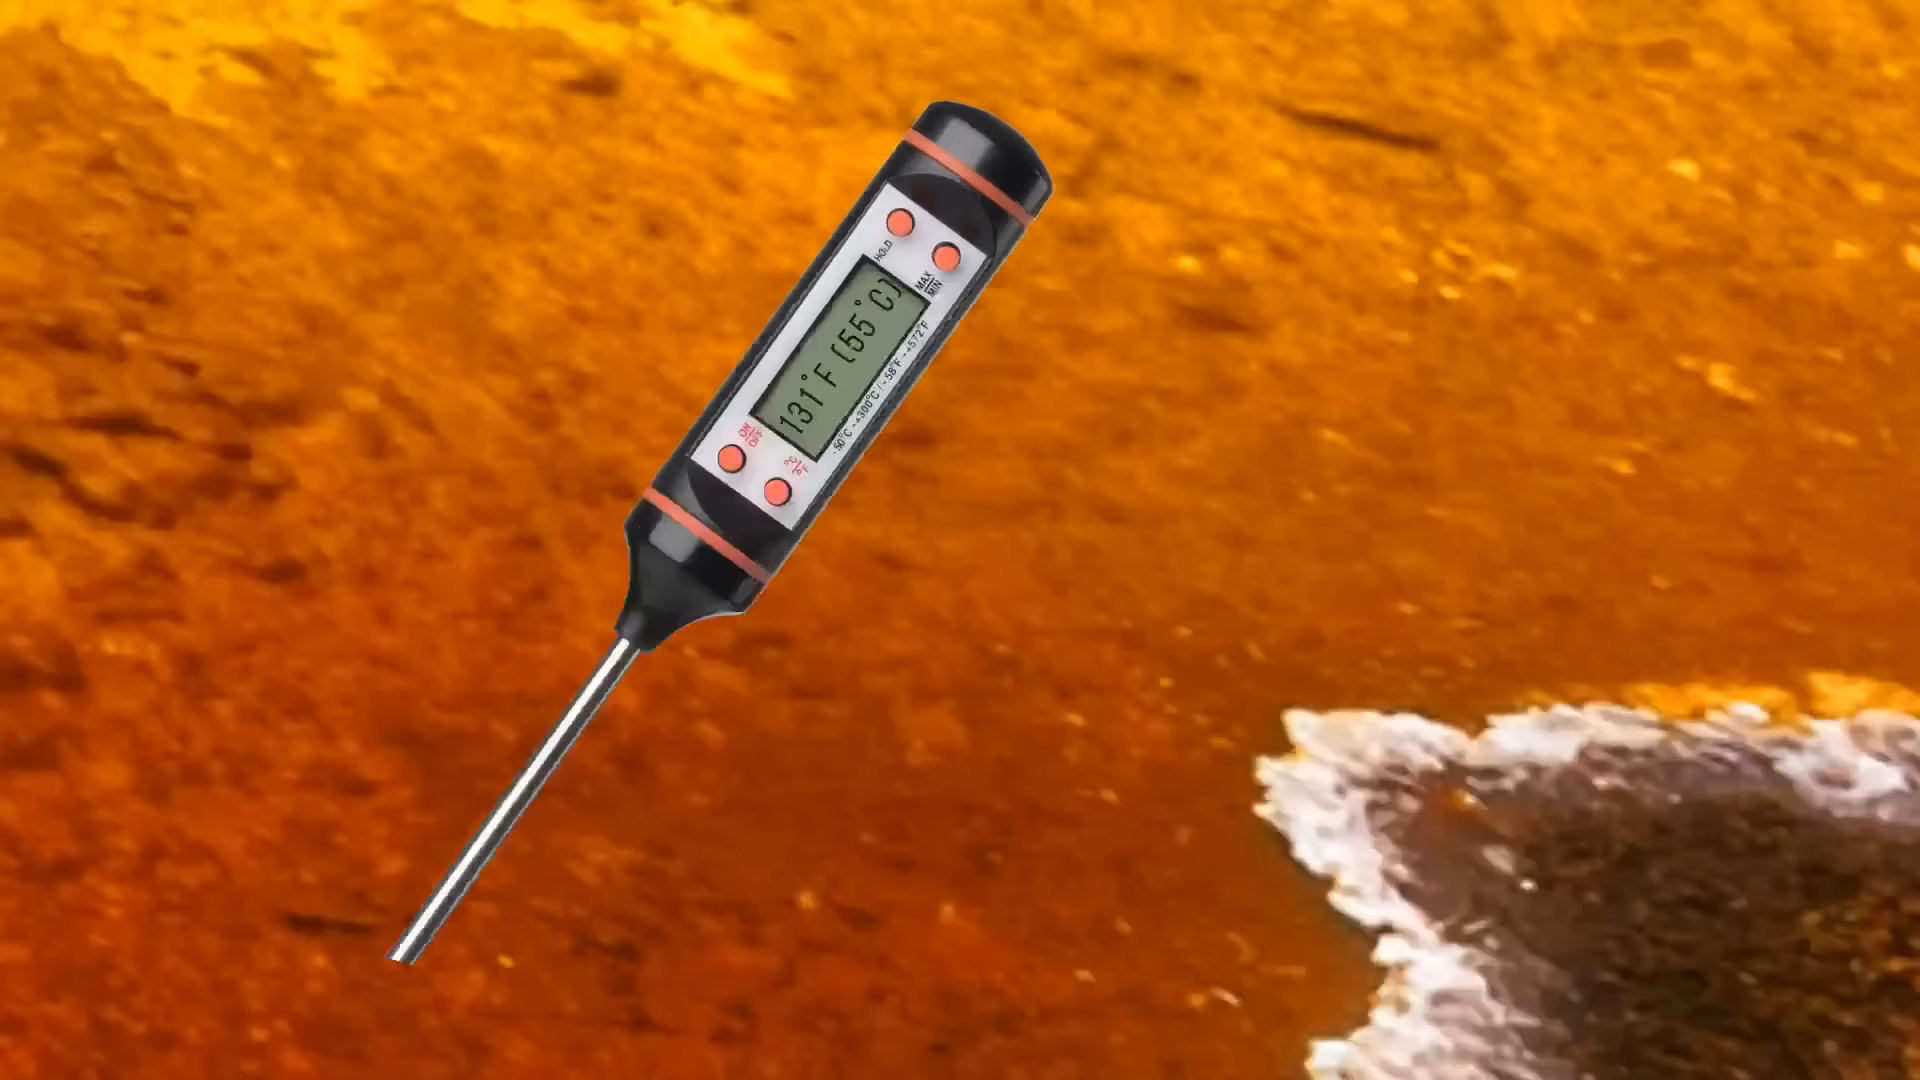 HOLD
MAX
MIN
131°F (55°C)
-50°C -+300°C / -58°F -+572°F
ON
OFF
°C
°F